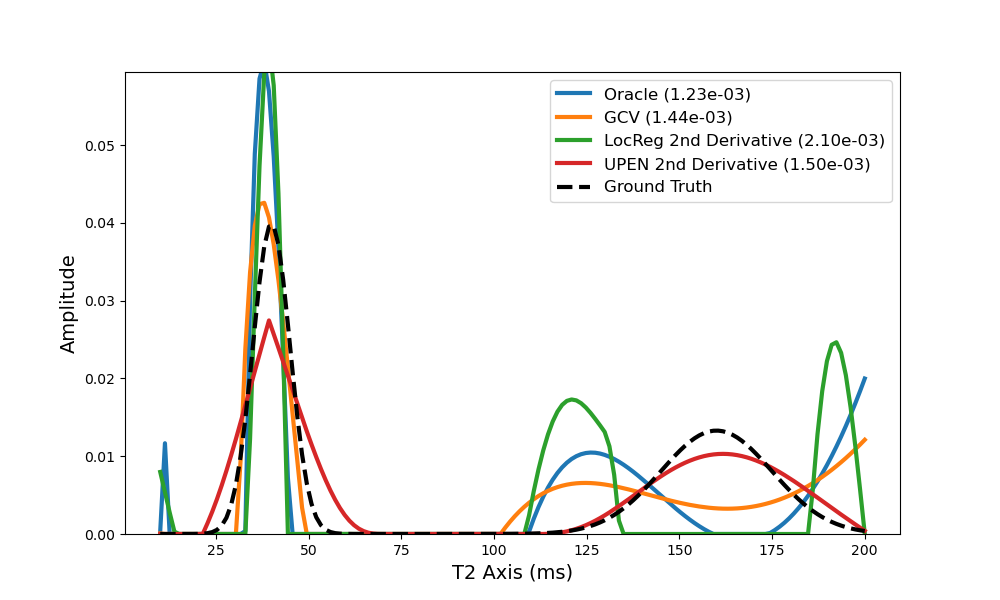 Oracle (1.23e-03)
GCV (1.44e-03)
LocReg 2nd Derivative (2.10e-03)
UPEN 2nd Derivative (1.50e-03)
Ground Truth
Amplitude
0.05
0.04
0.03
0.02
0.01
0.00
25 50 75 100 125 150 175 200
T2 Axis (ms)